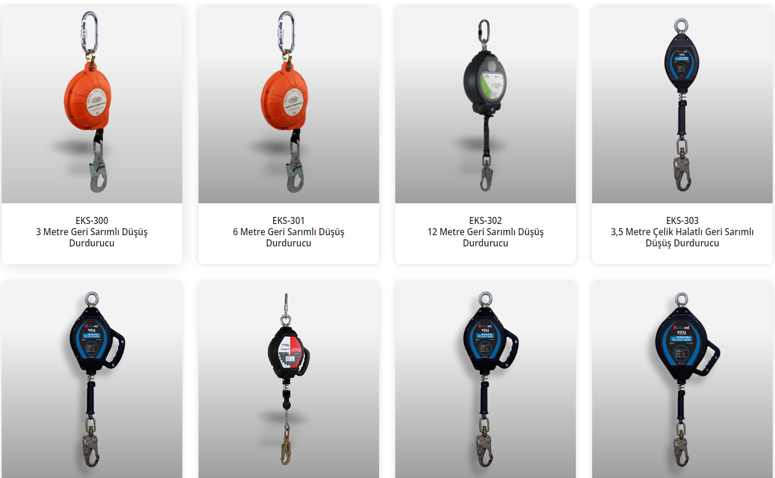 EKS-300
3 Metre Geri Sarımlı Düşüş
Durdurucu
EKS-301
6 Metre Geri Sarımlı Düşüş
Durdurucu
EKS-302
12 Metre Geri Sarımlı Düşüş
Durdurucu
EKS-303
3,5 Metre Çelik Halatlı Geri Sarımlı
Düşüş Durdurucu